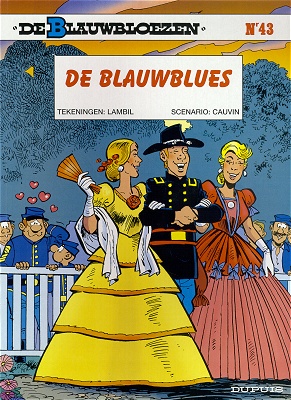 "DE BLAUWBLOEZEN"
N°43
DE BLAUWBLUES
TEKENINGEN: LAMBIL
SCENARIO: CAUVIN
DUPUIS